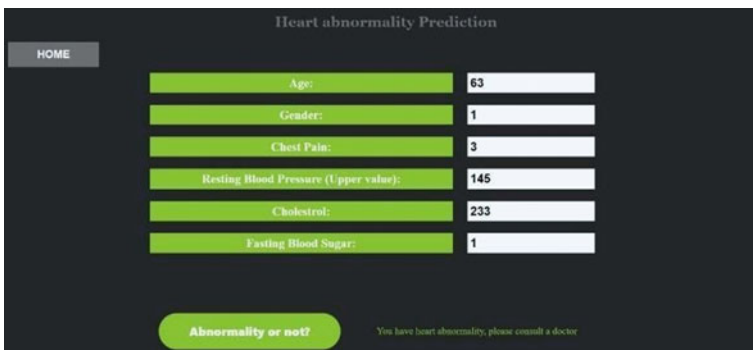 Heart abnormality Prediction
HOME
Age: 63
Gender: 1
Chest Pain: 3
Resting Blood Pressure (Upper value): 145
Cholestrol: 233
Fasting Blood Sugar: 1
Abnormality or not? You have heart abnormality, please consult a doctor